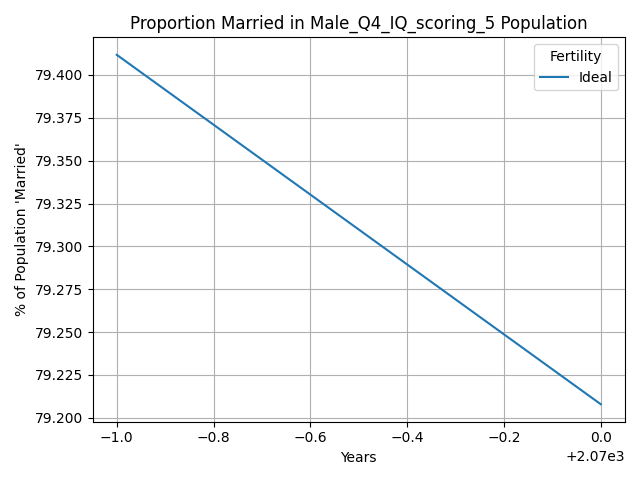 Proportion Married in Male_Q4_IQ_scoring_5 Population
Fertility
Ideal
% of Population 'Married'
79.400
79.375
79.350
79.325
79.300
79.275
79.250
79.225
79.200
−1.0 −0.8 −0.6 −0.4 −0.2 0.0
+2.07e3
Years